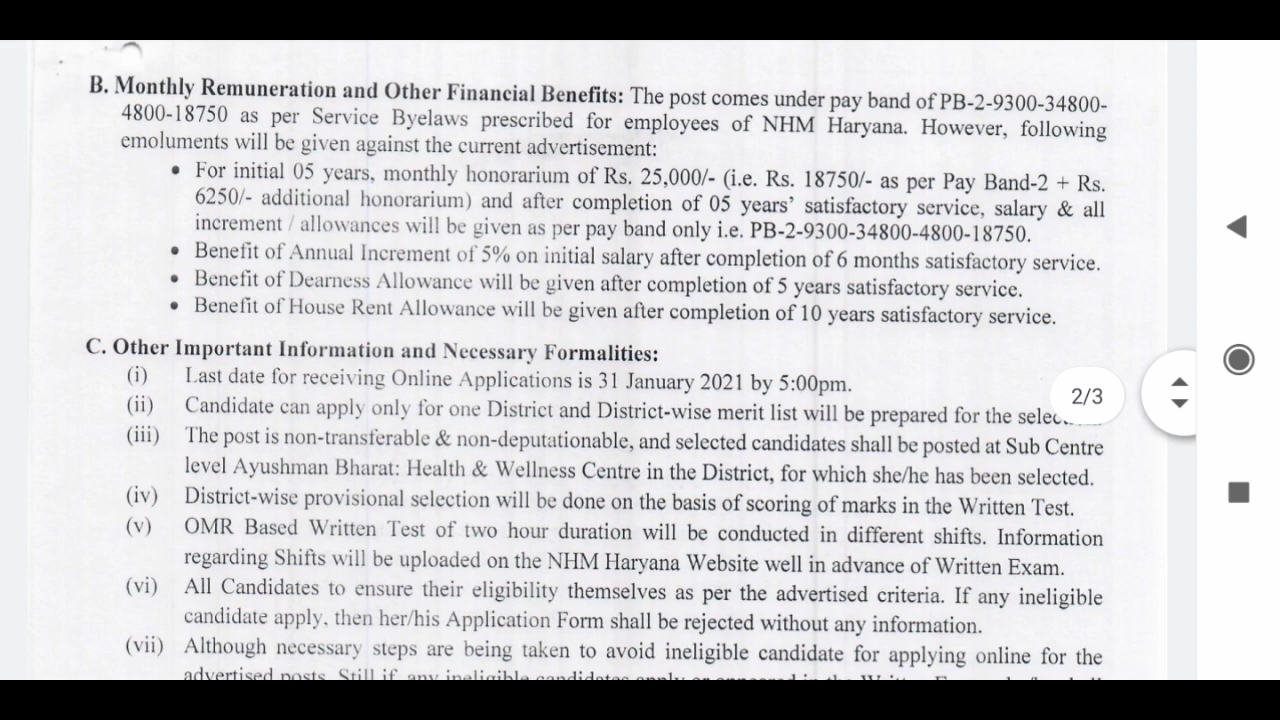 B. Monthly Remuneration and Other Financial Benefits: The post comes under pay band of PB-2-9300-34800-
4800-18750 as per Service Byelaws prescribed for employees of NHM Haryana. However, following
emoluments will be given against the current advertisement:
• For initial 05 years, monthly honorarium of Rs. 25,000/- (i.e. Rs. 18750/- as per Pay Band-2 + Rs.
6250/- additional honorarium) and after completion of 05 years' satisfactory service, salary & all
increment / allowances will be given as per pay band only i.e. PB-2-9300-34800-4800-18750.
• Benefit of Annual Increment of 5% on initial salary after completion of 6 months satisfactory service.
• Benefit of Dearness Allowance will be given after completion of 5 years satisfactory service.
• Benefit of House Rent Allowance will be given after completion of 10 years satisfactory service.
C. Other Important Information and Necessary Formalities:
(i) Last date for receiving Online Applications is 31 January 2021 by 5:00pm.
(ii) Candidate can apply only for one District and District-wise merit list will be prepared for the
2/3
(iii) The post is non-transferable & non-deputationable, and selected candidates shall be posted at Sub Centre
level Ayushman Bharat: Health & Wellness Centre in the District, for which she/he has been selected.
(iv) District-wise provisional selection will be done on the basis of scoring of marks in the Written Test.
(v) OMR Based Written Test of two hour duration will be conducted in different shifts. Information
regarding Shifts will be uploaded on the NHM Haryana Website well in advance of Written Exam.
(vi) All Candidates to ensure their eligibility themselves as per the advertised criteria. If any ineligible
candidate apply, then her/his Application Form shall be rejected without any information.
(vii) Although necessary steps are being taken to avoid ineligible candidate for applying online for the
advertised posts. Still if any ineligible candidates apply or appeared in the